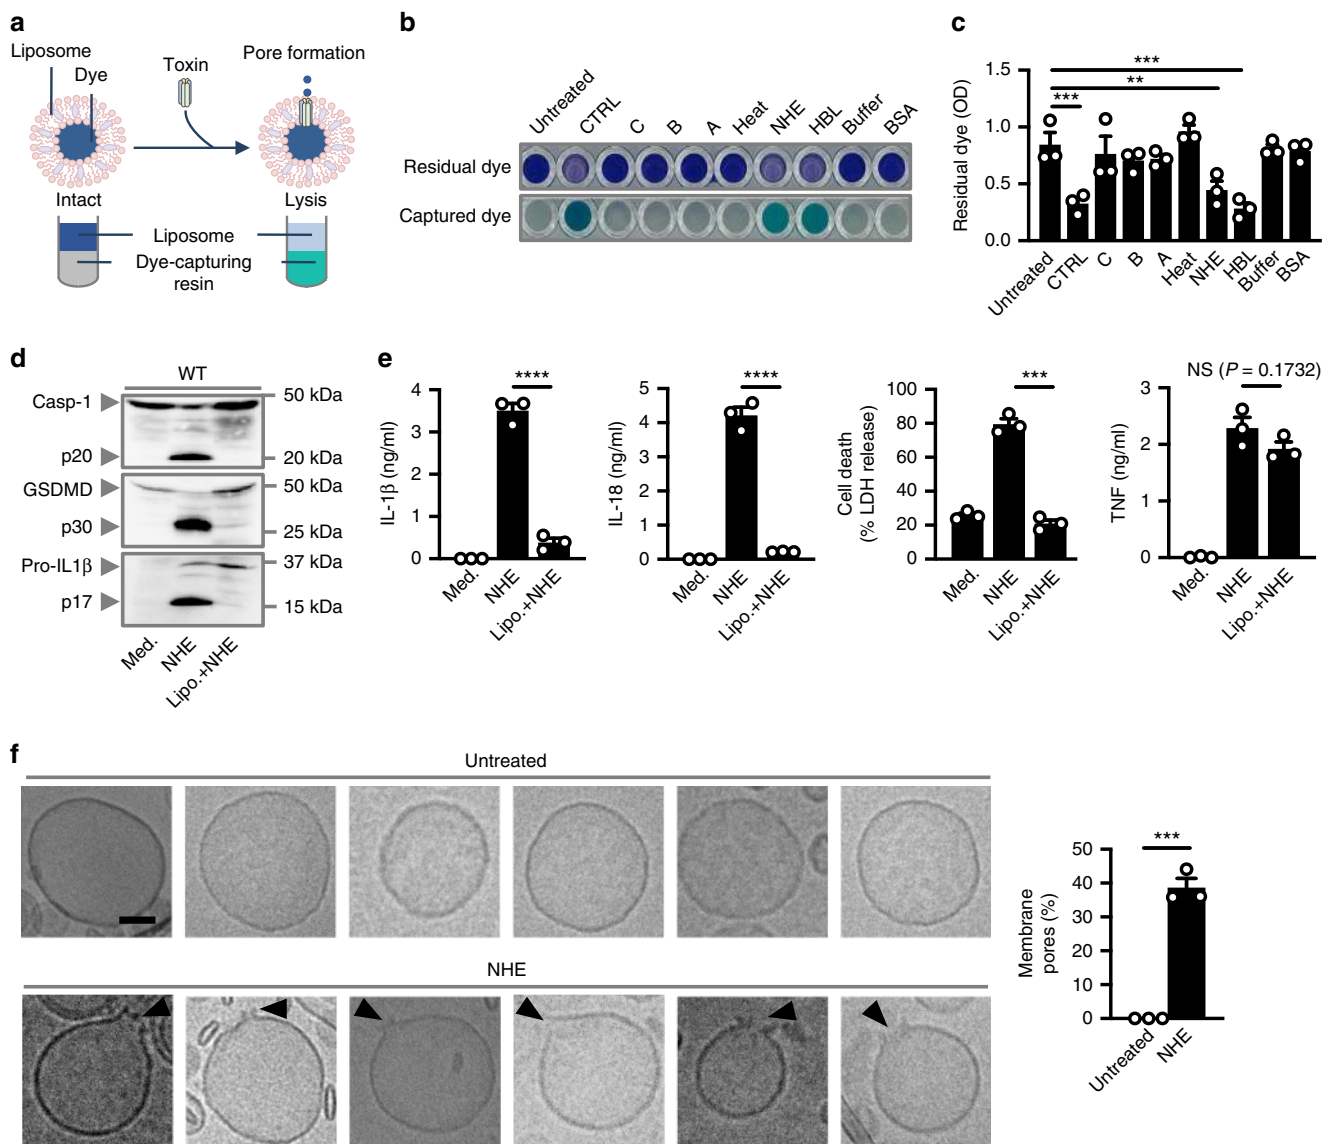 a
Liposome
Dye
Toxin
Pore formation
Intact
Lysis
Liposome
Dye-capturing
resin
b
Untreated
CTRL
C
B
A
Heat
NHE
HBL
Buffer
BSA
Residual dye
Captured dye
c
***
**
***
Residual dye (OD)
1.5
1.0
0.5
0.0
Untreated
CTRL
C
B
A
Heat
NHE
HBL
Buffer
BSA
d
WT
Casp-1
50 kDa
p20
20 kDa
GSDMD
50 kDa
p30
25 kDa
Pro-IL1β
37 kDa
p17
15 kDa
Med.
NHE
Lipo.+NHE
e
****
IL-1β (ng/ml)
4
3
2
1
0
Med.
NHE
Lipo.+NHE
****
IL-18 (ng/ml)
5
4
3
2
1
0
Med.
NHE
Lipo.+NHE
***
Cell death
(% LDH release)
100
80
60
40
20
0
Med.
NHE
Lipo.+NHE
NS (P = 0.1732)
TNF (ng/ml)
3
2
1
0
Med.
NHE
Lipo.+NHE
f
Untreated
NHE
***
Membrane
pores (%)
50
40
30
20
10
0
Untreated
NHE